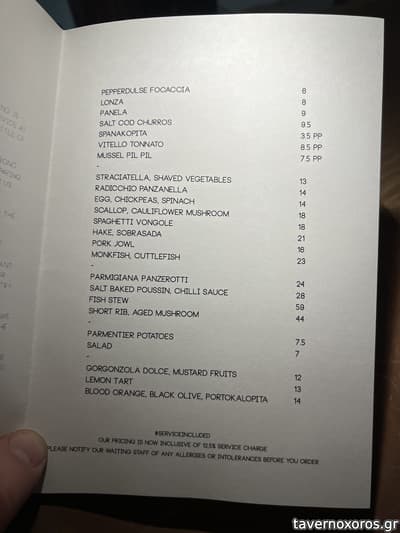 PEPPERDULSE FOCACCIA 6
LONZA 8
PANELA 9
SALT COD CHURROS 9.5
SPANAKOPITA 3.5 PP
VITELLO TONNATO 8.5 PP
MUSSEL PIL PIL 7.5 PP
-
STRACIATELLA, SHAVED VEGETABLES 13
RADICCHIO PANZANELLA 14
EGG, CHICKPEAS, SPINACH 14
SCALLOP, CAULIFLOWER MUSHROOM 18
SPAGHETTI VONGOLE 18
HAKE, SOBRASADA 21
PORK JOWL 16
MONKFISH, CUTTLEFISH 23
-
PARMIGIANA PANZEROTTI 24
SALT BAKED POUSSIN, CHILLI SAUCE 28
FISH STEW 59
SHORT RIB, AGED MUSHROOM 44
-
PARMENTIER POTATOES 7.5
SALAD 7
-
GORGONZOLA DOLCE, MUSTARD FRUITS 12
LEMON TART 13
BLOOD ORANGE, BLACK OLIVE, PORTOKALOPITA 14
#SERVICEINCLUDED
OUR PRICING IS NOW INCLUSIVE OF 12.5% SERVICE CHARGE
PLEASE NOTIFY OUR WAITING STAFF OF ANY ALLERGIES OR INTOLERANCES BEFORE YOU ORDER
tavernoxoros.gr